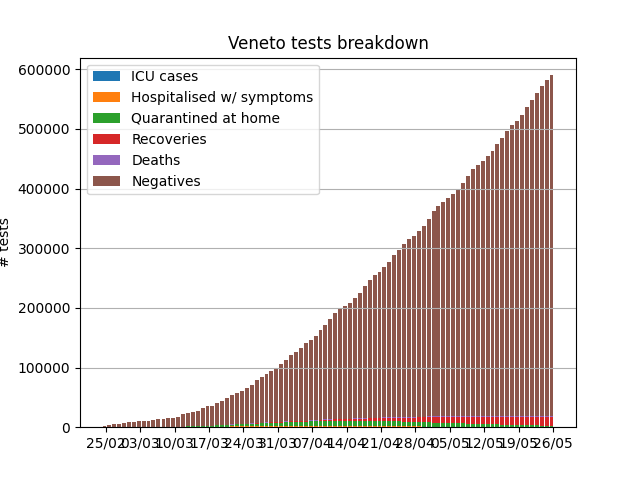 Veneto tests breakdown
ICU cases
Hospitalised w/ symptoms
Quarantined at home
Recoveries
Deaths
Negatives
# tests
600000
500000
400000
300000
200000
100000
0
25/02 03/03 10/03 17/03 24/03 31/03 07/04 14/04 21/04 28/04 05/05 12/05 19/05 26/05